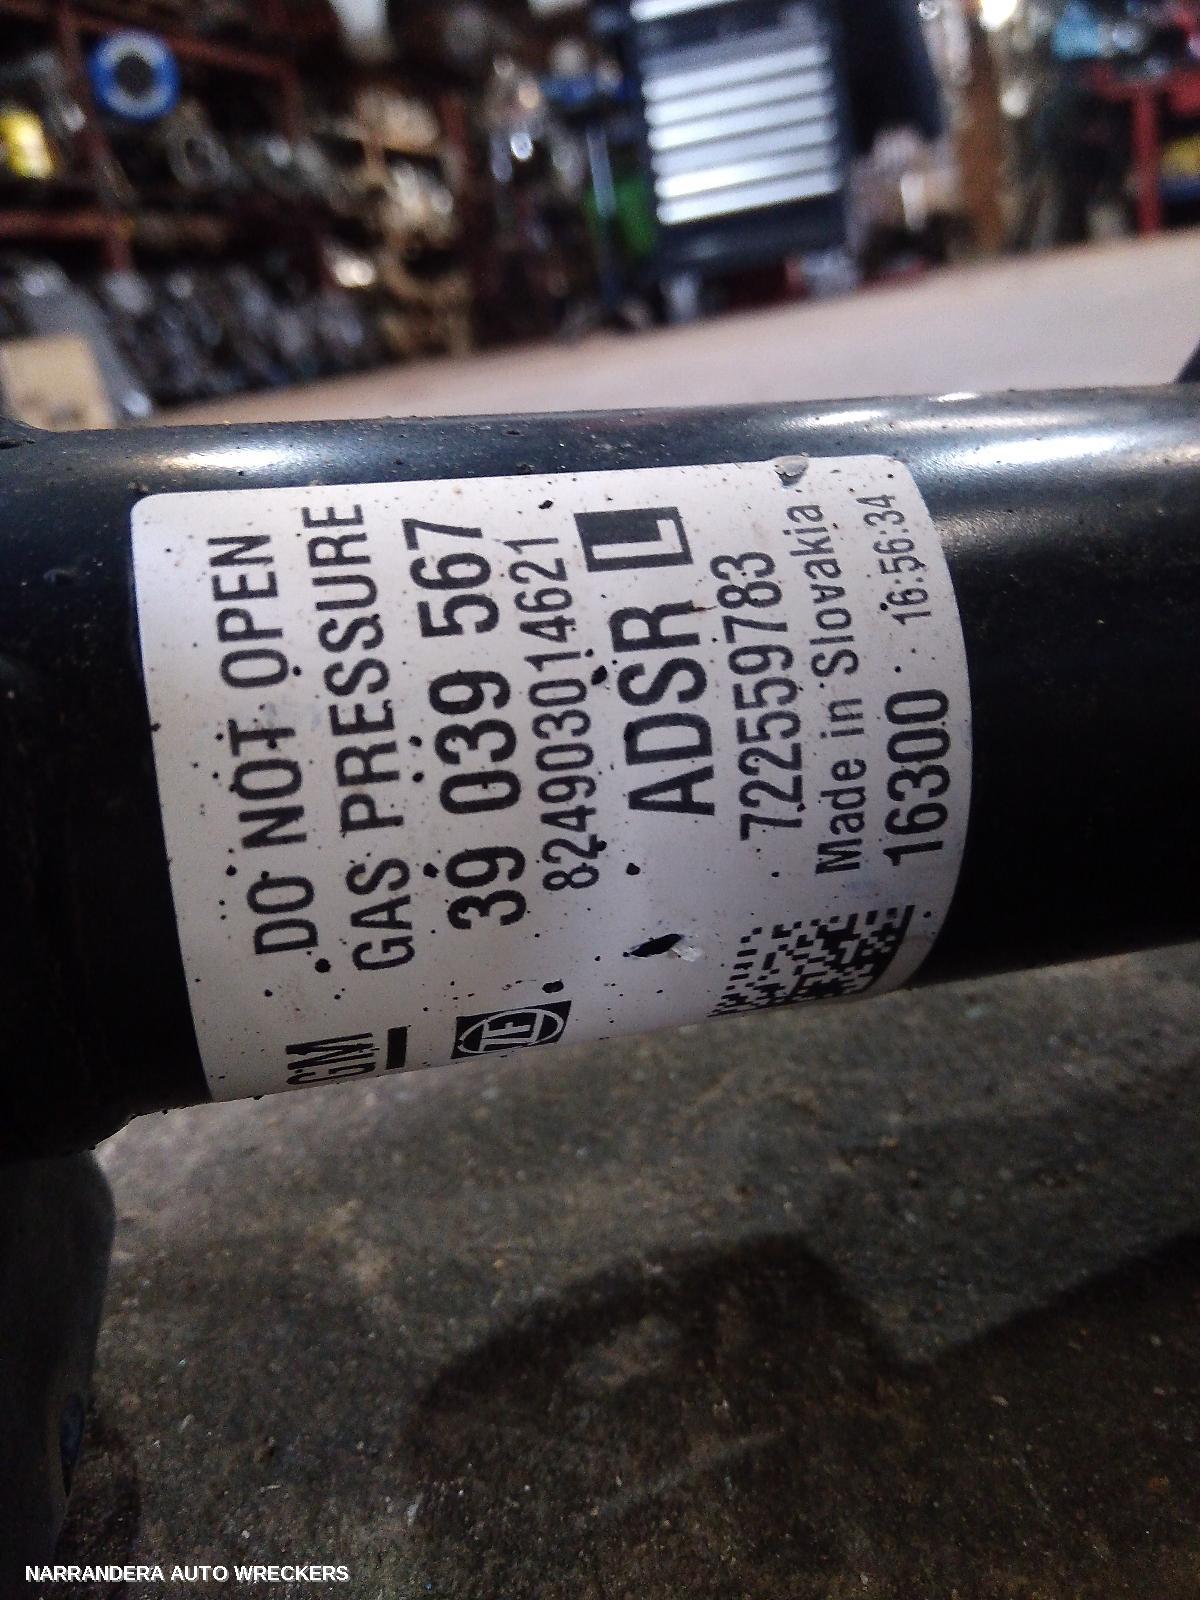 DO NOT OPEN
GAS PRESSURE
GM
39 039 567
824903014621
ZF
ADSR L
722559783
Made in Slovakia
16300 16:56:34
NARRANDERA AUTO WRECKERS